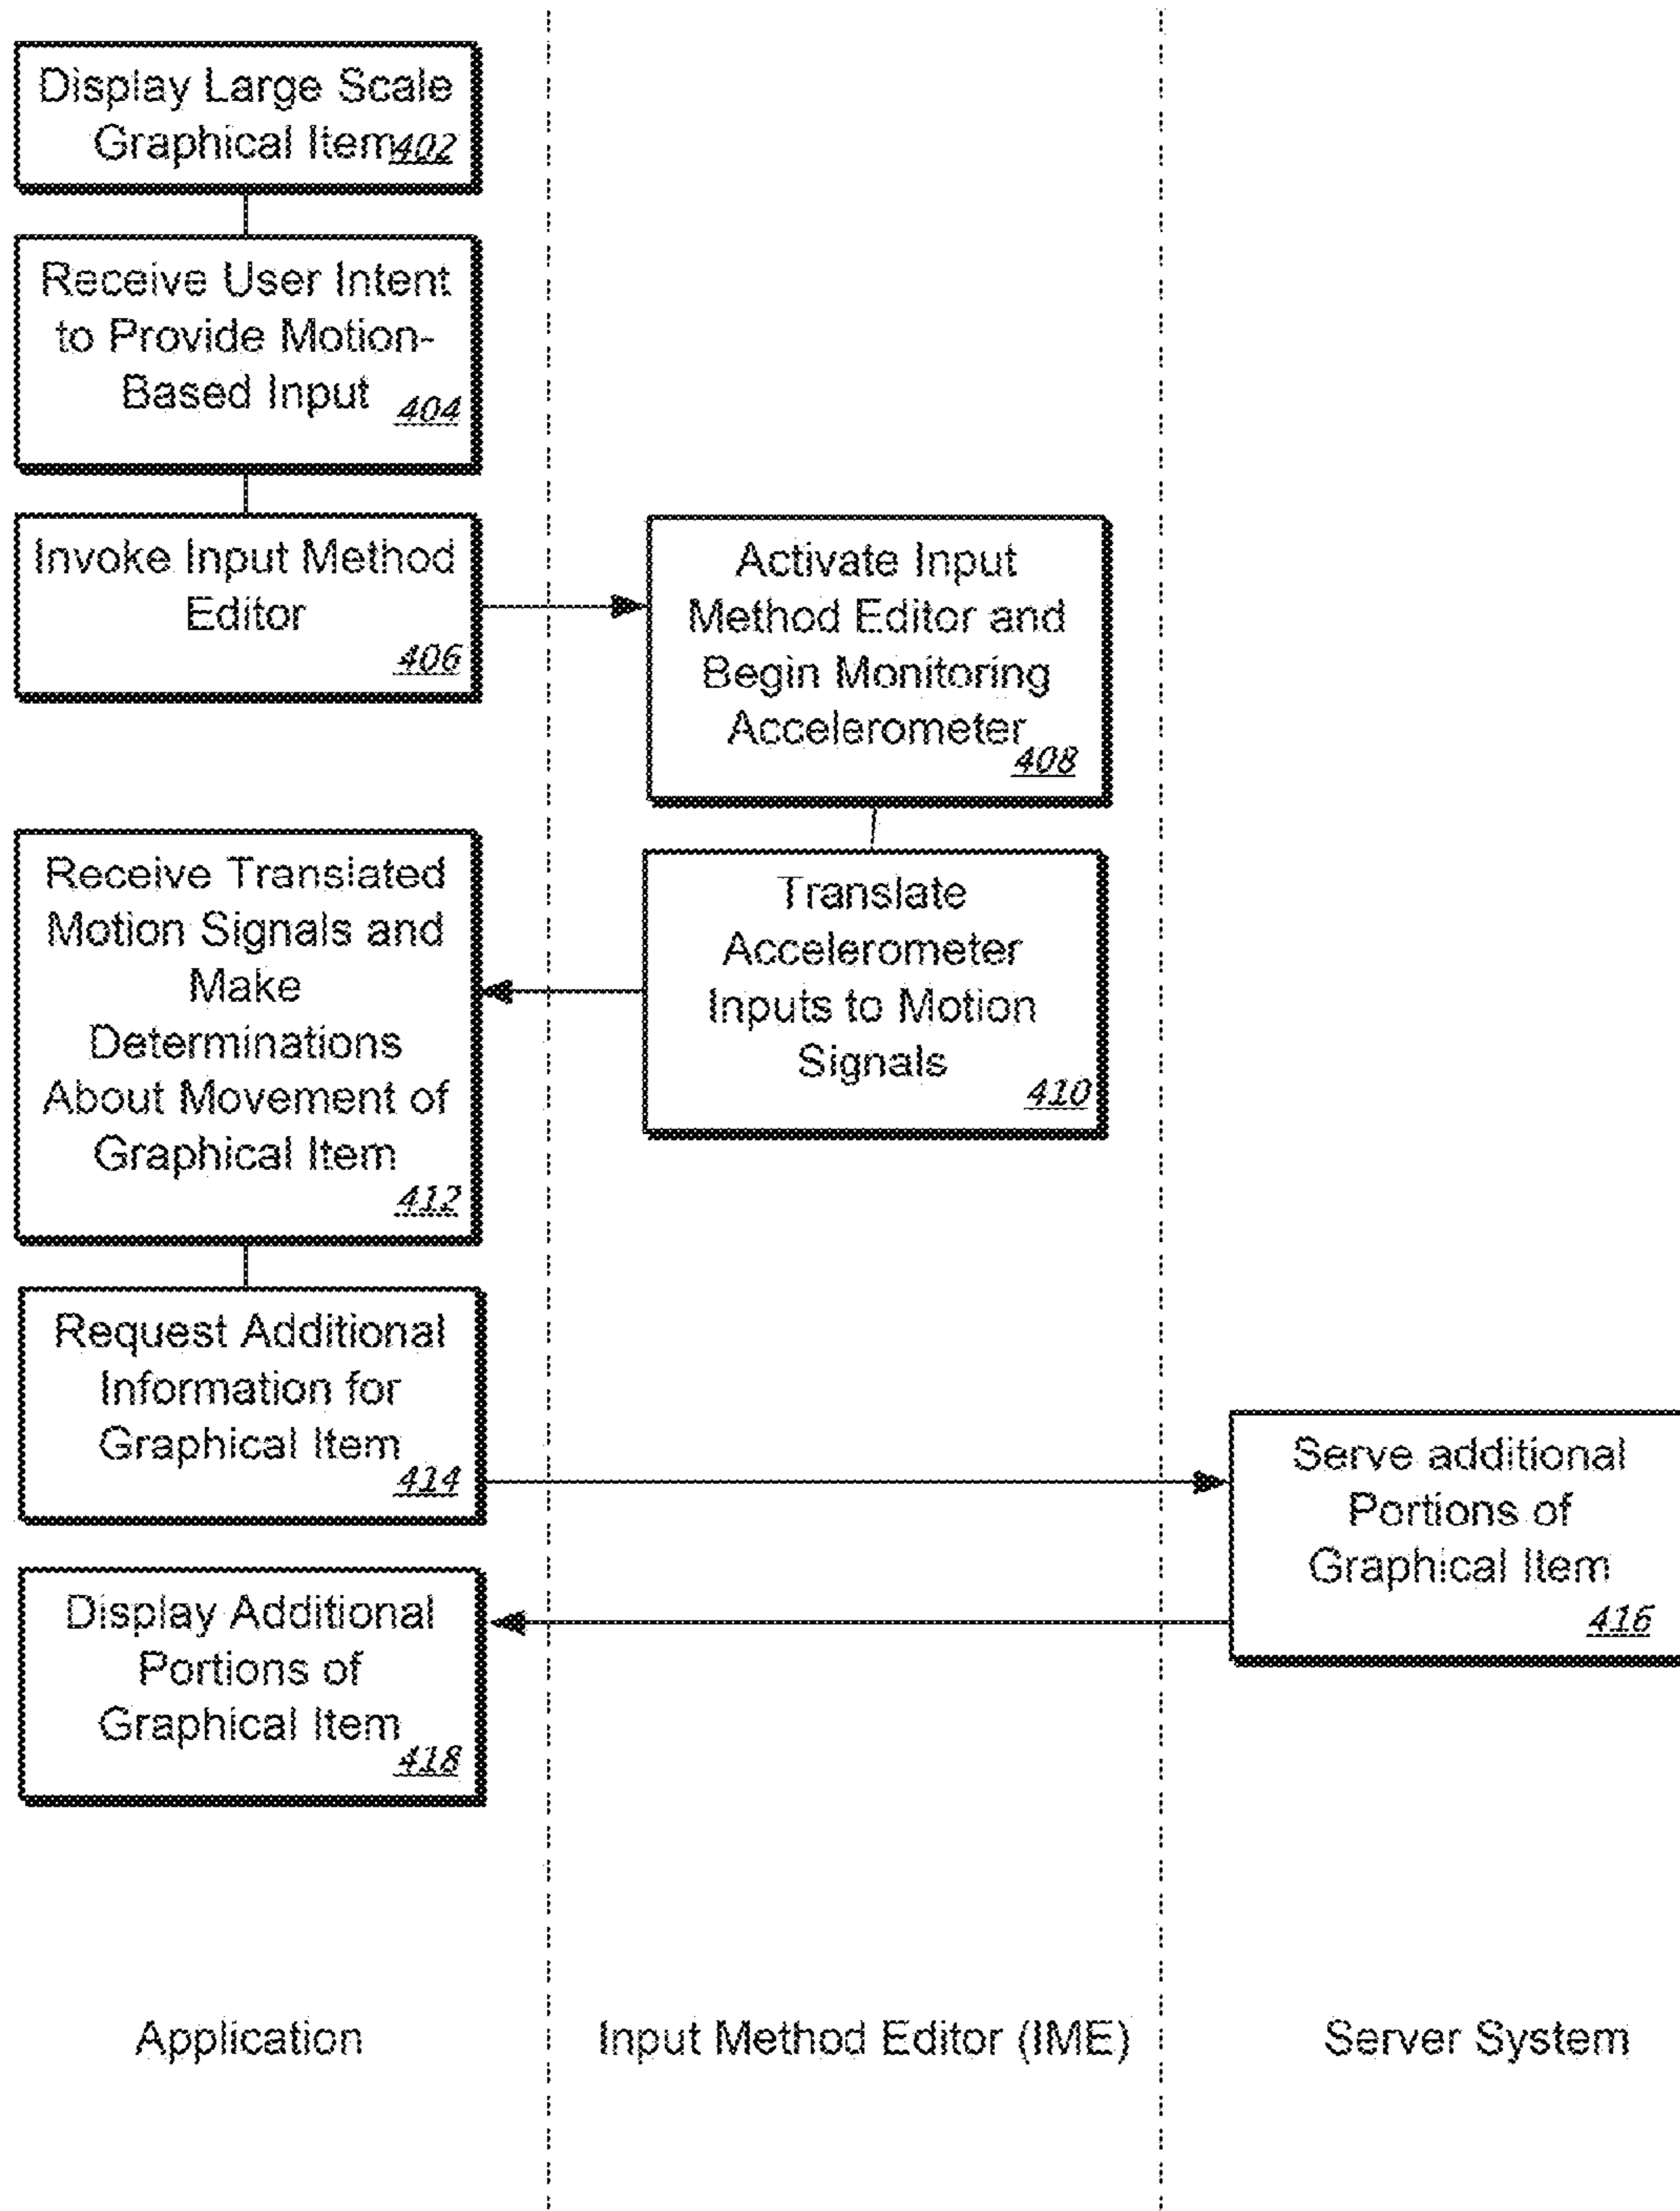 Display Large Scale
Graphical Item 402
Receive User Intent
to Provide Motion-
Based Input 404
Invoke Input Method
Editor
406
Activate Input
Method Editor and
Begin Monitoring
Accelerometer
408
Translate
Accelerometer
Inputs to Motion
Signals
410
Receive Translated
Motion Signals and
Make
Determinations
About Movement of
Graphical Item
412
Request Additional
Information for
Graphical Item
414
Serve additional
Portions of
Graphical Item
416
Display Additional
Portions of
Graphical Item
418
Application
Input Method Editor (IME)
Server System